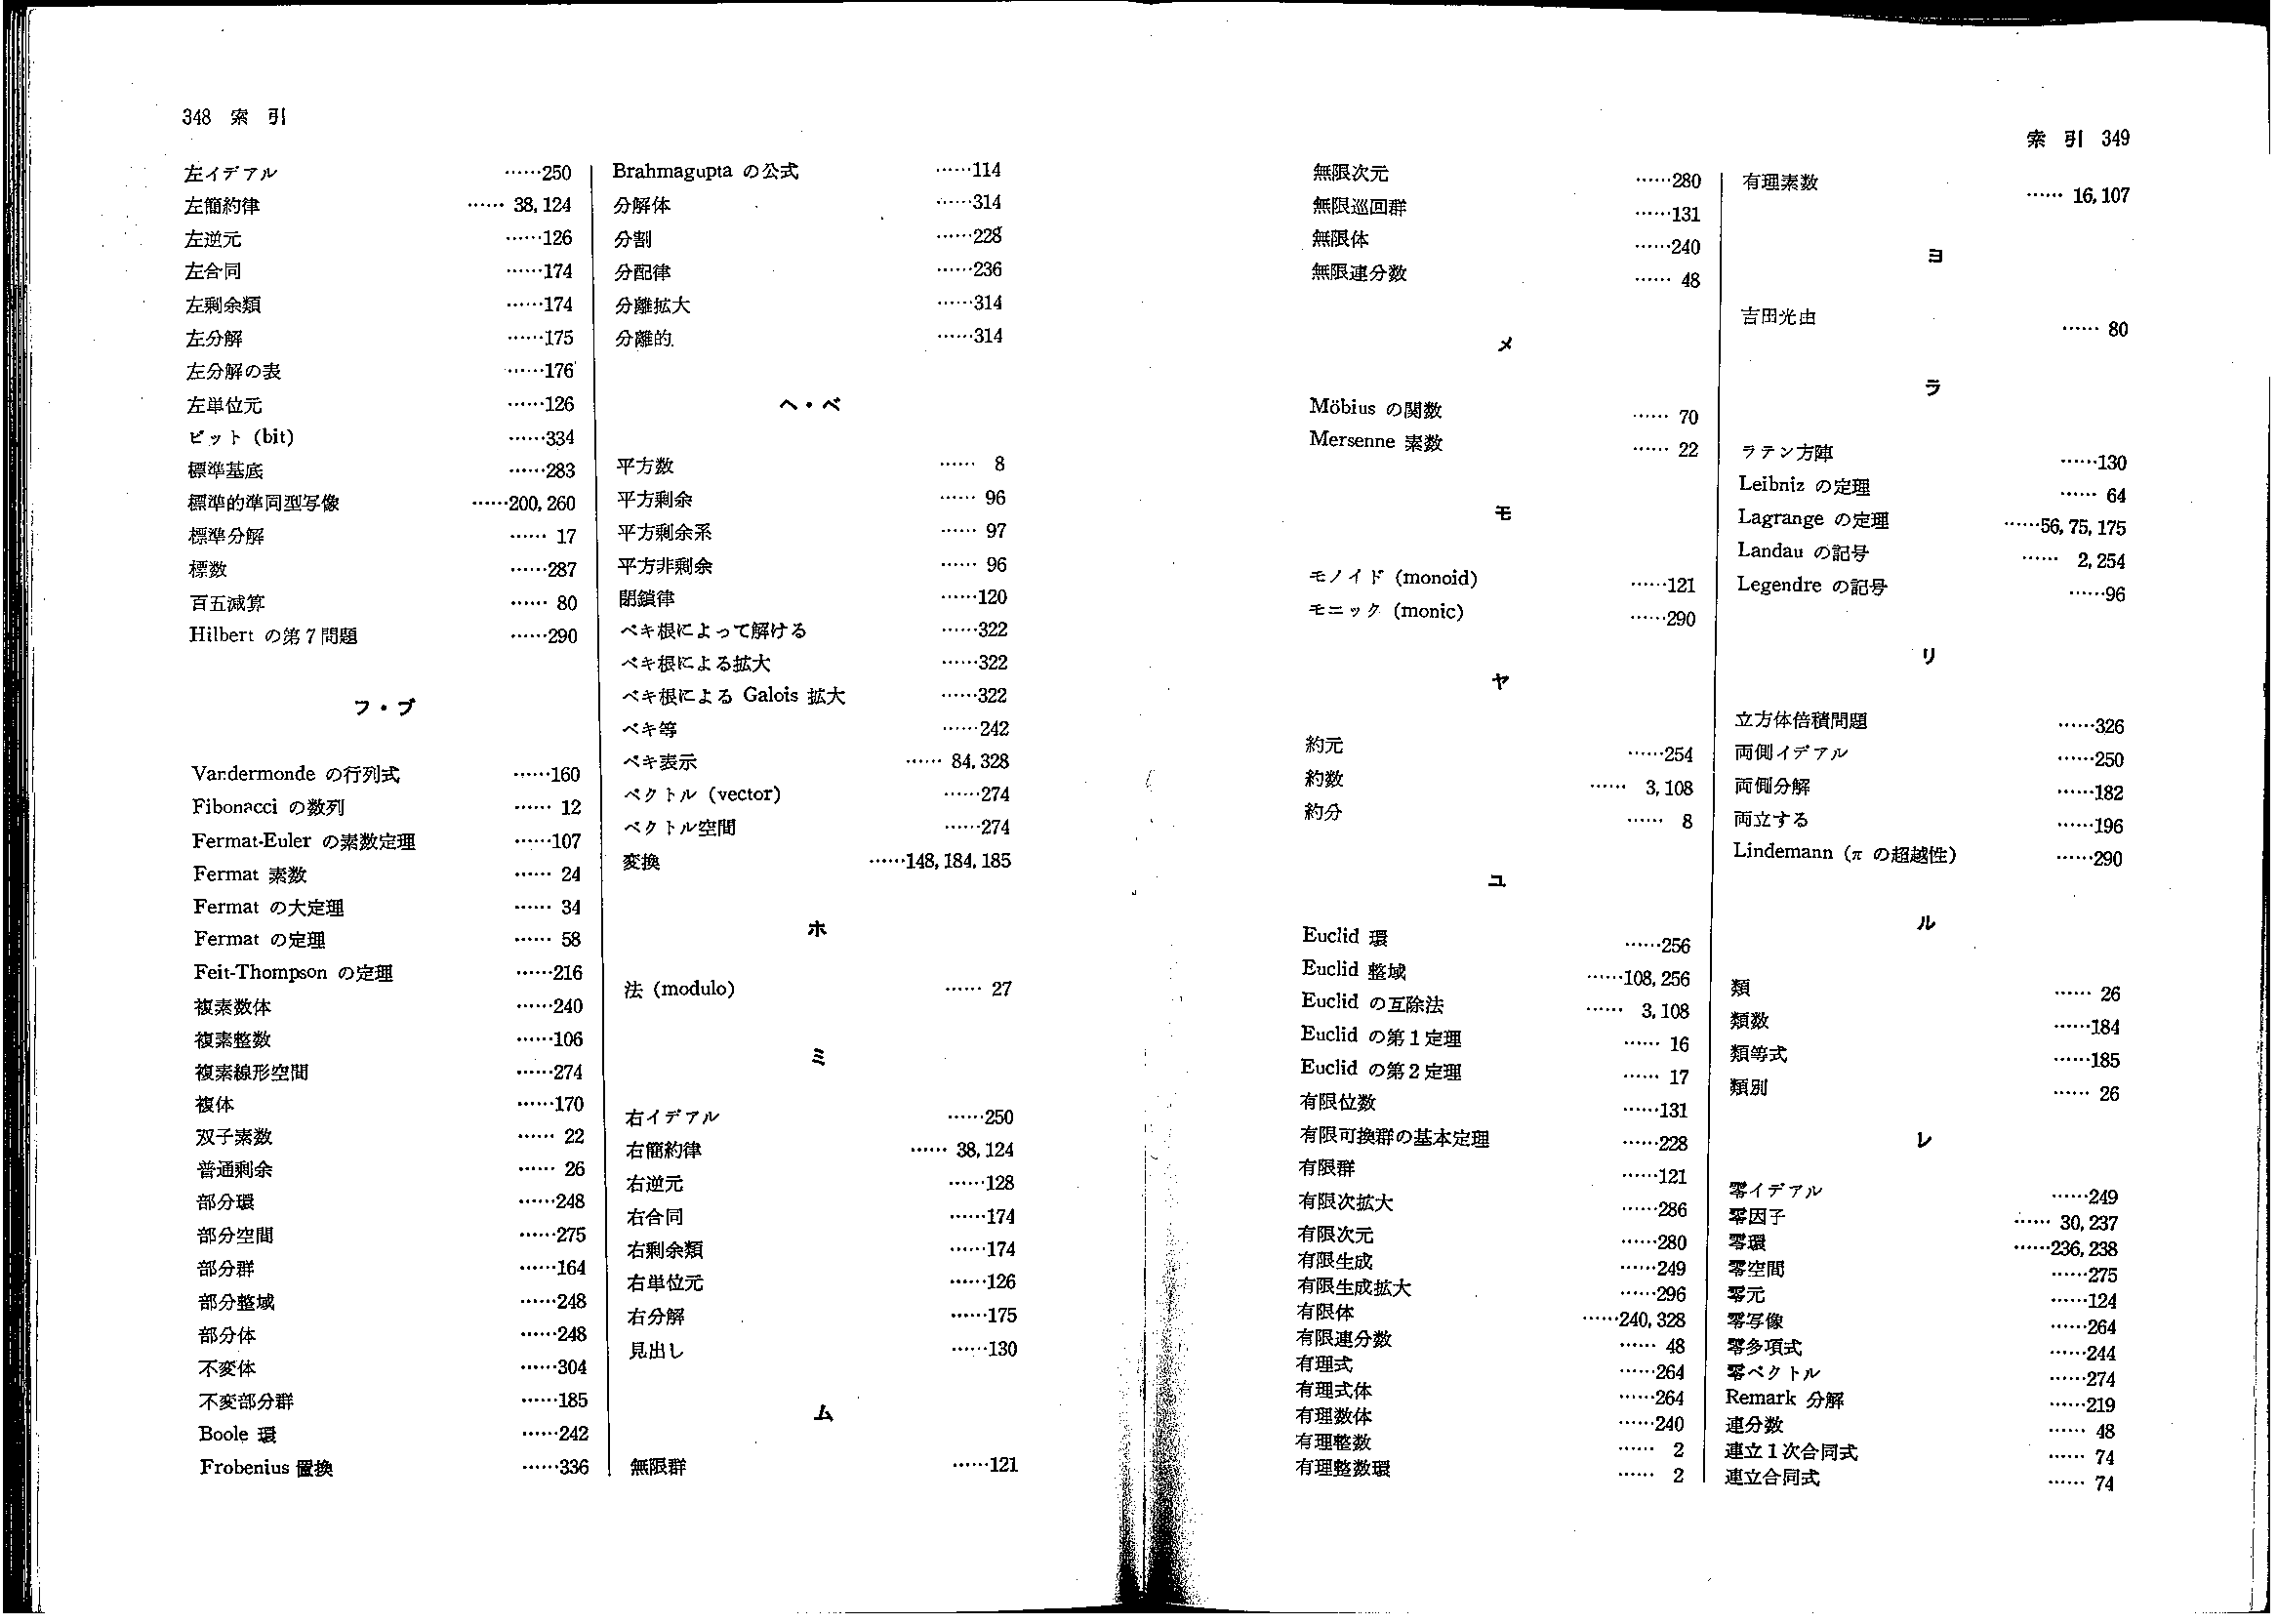 348 索 引
左イデアル ……250
左簡約律 …… 38, 124
左逆元 ……126
左合同 ……174
左剰余類 ……174
左分解 ……175
左分解の表 ……176
左単位元 ……126
ビット (bit) ……334
標準基底 ……283
標準的準同型写像 ……200, 260
標準分解 …… 17
標数 ……287
百五減算 …… 80
Hilbert の第7問題 ……290
フ・ブ
Vandermonde の行列式 ……160
Fibonacci の数列 …… 12
Fermat-Euler の素数定理 ……107
Fermat 素数 …… 24
Fermat の大定理 …… 34
Fermat の定理 …… 58
Feit-Thompson の定理 ……216
複素数体 ……240
複素整数 ……106
複素線形空間 ……274
複体 ……170
双子素数 …… 22
普通剰余 …… 26
部分環 ……248
部分空間 ……275
部分群 ……164
部分整域 ……248
部分体 ……248
不変体 ……304
不変部分群 ……185
Boole 環 ……242
Frobenius 置換 ……336
Brahmagupta の公式 ……114
分解体 ……314
分割 ……228
分配律 ……236
分離拡大 ……314
分離的 ……314
ヘ・ベ
平方数 …… 8
平方剰余 …… 96
平方剰余系 …… 97
平方非剰余 …… 96
閉鎖律 ……120
ベキ根によって解ける ……322
ベキ根による拡大 ……322
ベキ根による Galois 拡大 ……322
ベキ等 ……242
ベキ表示 …… 84, 328
ベクトル (vector) ……274
ベクトル空間 ……274
変換 ……148, 184, 185
ホ
法 (modulo) …… 27
ミ
右イデアル ……250
右簡約律 …… 38, 124
右逆元 ……128
右合同 ……174
右剰余類 ……174
右単位元 ……126
右分解 ……175
見出し ……130
ム
無限群 ……121
索 引 349
無限次元 ……280
無限巡回群 ……131
無限体 ……240
無限連分数 …… 48
メ
Möbius の関数 …… 70
Mersenne 素数 …… 22
モ
モノイド (monoid) ……121
モニック (monic) ……290
ヤ
約元 ……254
約数 …… 3, 108
約分 …… 8
ユ
Euclid 環 ……256
Euclid 整域 ……108, 256
Euclid の互除法 …… 3, 108
Euclid の第1定理 …… 16
Euclid の第2定理 …… 17
有限位数 ……131
有限可換群の基本定理 ……228
有限群 ……121
有限次拡大 ……286
有限次元 ……280
有限生成 ……249
有限生成拡大 ……296
有限体 ……240, 328
有限連分数 …… 48
有理式 ……264
有理式体 ……264
有理数体 ……240
有理整数 …… 2
有理整数環 …… 2
有理素数 …… 16, 107
ヨ
吉田光由 …… 80
ラ
ラテン方陣 ……130
Leibniz の定理 …… 64
Lagrange の定理 ……56, 75, 175
Landau の記号 …… 2, 254
Legendre の記号 ……96
リ
立方体倍積問題 ……326
両側イデアル ……250
両側分解 ……182
両立する ……196
Lindemann (π の超越性) ……290
ル
類 …… 26
類数 ……184
類等式 ……185
類別 …… 26
レ
零イデアル ……249
零因子 …… 30, 237
零環 ……236, 238
零空間 ……275
零元 ……124
零写像 ……264
零多項式 ……244
零ベクトル ……274
Remark 分解 ……219
連分数 …… 48
連立1次合同式 …… 74
連立合同式 …… 74